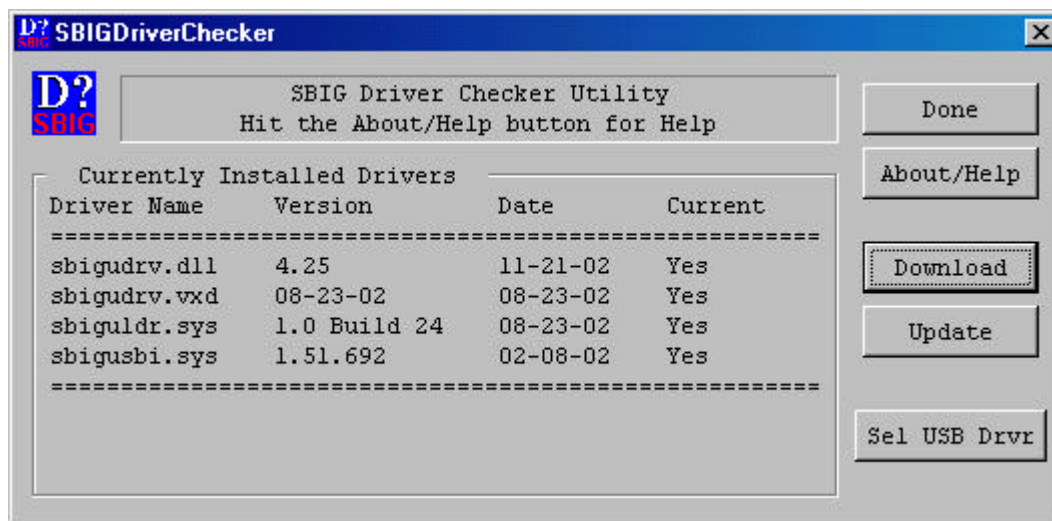 D? SBIG SBIGDriverChecker
D? SBIG
SBIG Driver Checker Utility
Hit the About/Help button for Help
Done
About/Help
Currently Installed Drivers
Driver Name Version Date Current
=======================================================
sbigudrv.dll 4.25 11-21-02 Yes
sbigudrv.vxd 08-23-02 08-23-02 Yes
sbiguldr.sys 1.0 Build 24 08-23-02 Yes
sbigusbi.sys 1.51.692 02-08-02 Yes
=======================================================
Download
Update
Sel USB Drvr